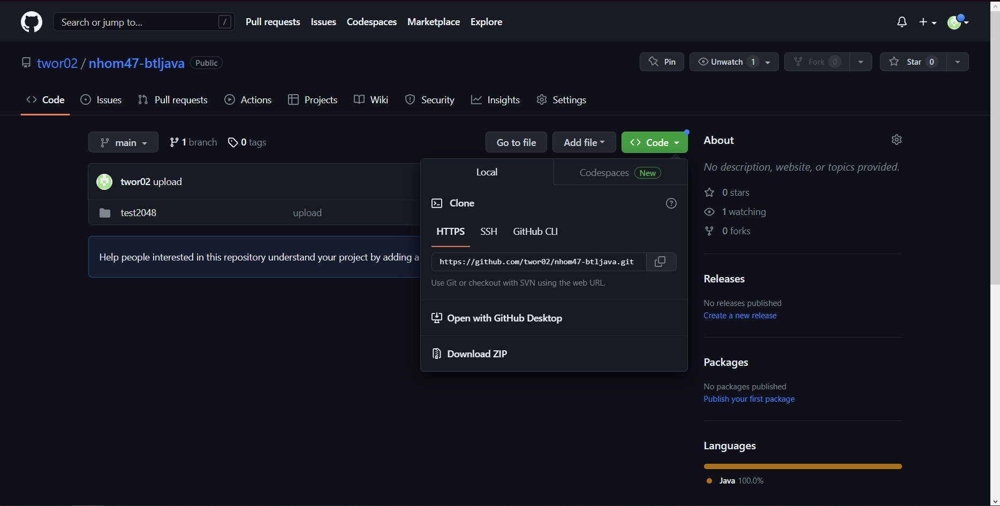 Search or jump to... / Pull requests Issues Codespaces Marketplace Explore
twor02 / nhom47-btljava Public Pin Unwatch 1 Fork 0 Star 0
Code Issues Pull requests Actions Projects Wiki Security Insights Settings
main 1 branch 0 tags Go to file Add file Code
twor02 upload
test2048 upload
Help people interested in this repository understand your project by adding a
Local Codespaces New
Clone
HTTPS SSH GitHub CLI
https://github.com/twor02/nhom47-btljava.git
Use Git or checkout with SVN using the web URL.
Open with GitHub Desktop
Download ZIP
About
No description, website, or topics provided.
0 stars
1 watching
0 forks
Releases
No releases published
Create a new release
Packages
No packages published
Publish your first package
Languages
Java 100.0%